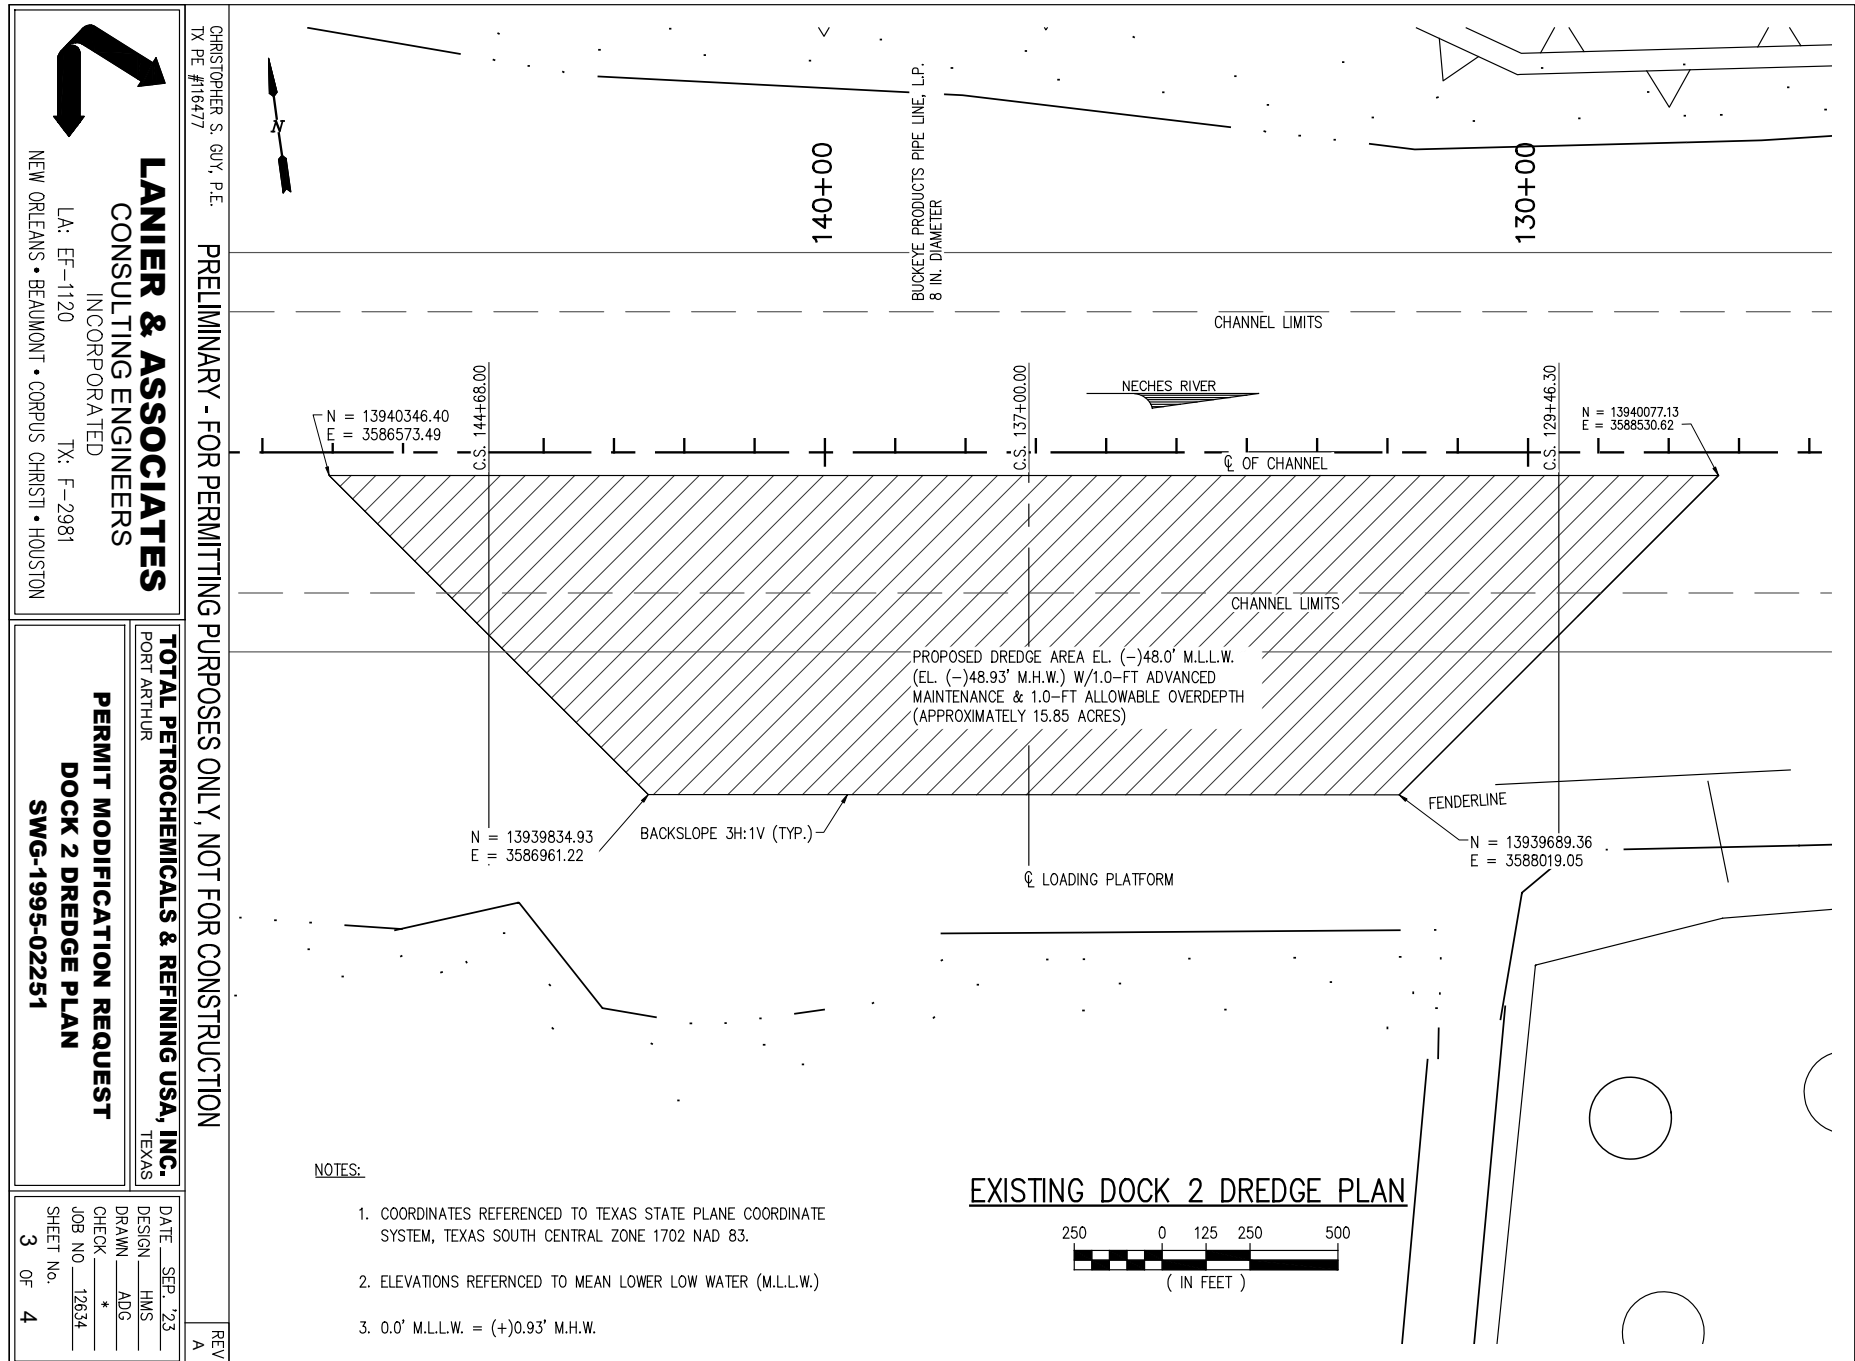 140+00
BUCKEYE PRODUCTS PIPE LINE, L.P.
8 IN. DIAMETER
130+00
N
CHANNEL LIMITS
C.S. 144+68.00
C.S. 137+00.00
NECHES RIVER
C.S. 129+46.30
N = 13940346.40
E = 3586573.49
N = 13940077.13
E = 3588530.62
℄ OF CHANNEL
CHANNEL LIMITS
PROPOSED DREDGE AREA EL. (-)48.0' M.L.L.W.
(EL. (-)48.93' M.H.W.) W/1.0-FT ADVANCED
MAINTENANCE & 1.0-FT ALLOWABLE OVERDEPTH
(APPROXIMATELY 15.85 ACRES)
FENDERLINE
N = 13939834.93
E = 3586961.22
BACKSLOPE 3H:1V (TYP.)
N = 13939689.36
E = 3588019.05
℄ LOADING PLATFORM
NOTES:
1. COORDINATES REFERENCED TO TEXAS STATE PLANE COORDINATE
SYSTEM, TEXAS SOUTH CENTRAL ZONE 1702 NAD 83.
2. ELEVATIONS REFERNCED TO MEAN LOWER LOW WATER (M.L.L.W.)
3. 0.0' M.L.L.W. = (+)0.93' M.H.W.
EXISTING DOCK 2 DREDGE PLAN
250 0 125 250 500
( IN FEET )
CHRISTOPHER S. GUY, P.E.
TX PE #116477
PRELIMINARY - FOR PERMITTING PURPOSES ONLY, NOT FOR CONSTRUCTION
REV
A
LANIER & ASSOCIATES
CONSULTING ENGINEERS
INCORPORATED
LA: EF-1120 TX: F-2981
NEW ORLEANS • BEAUMONT • CORPUS CHRISTI • HOUSTON
TOTAL PETROCHEMICALS & REFINING USA, INC.
PORT ARTHUR TEXAS
PERMIT MODIFICATION REQUEST
DOCK 2 DREDGE PLAN
SWG-1995-02251
DATE SEP. '23
DESIGN HMS
DRAWN ADG
CHECK *
JOB NO 12634
SHEET No.
3 OF 4